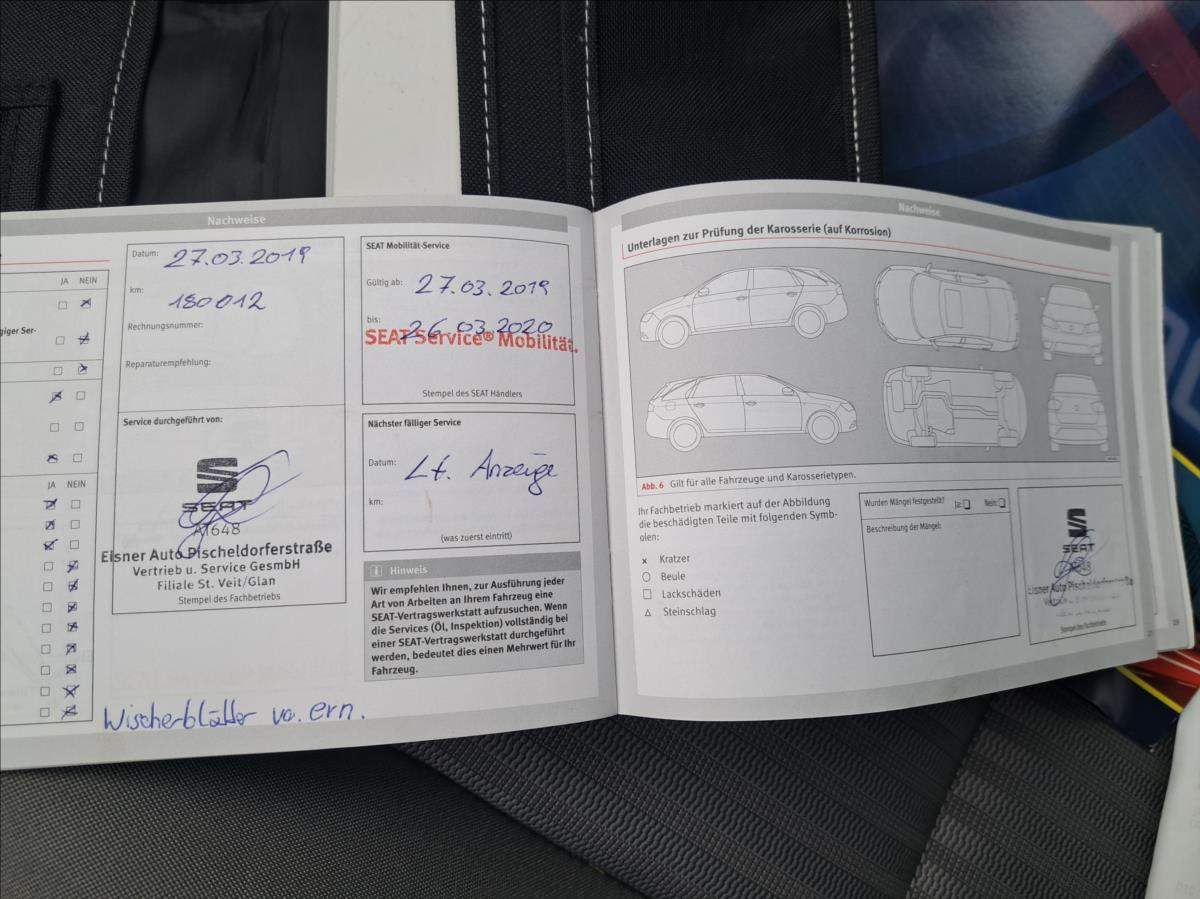 Nachweise
JA NEIN
giger Ser-
JA NEIN
Datum: 27.03.2019
km: 180012
Rechnungsnummer:
Reparaturempfehlung:
Service durchgeführt von:
SEAT
A1648
Eisner Auto Pischeldorferstraße
Vertrieb u. Service GesmbH
Filiale St. Veit/Glan
Stempel des Fachbetriebs
Wischerblätter vo. ern.
SEAT Mobilität-Service
Gültig ab: 27.03.2019
bis: 26.03.2020
SEAT Service® Mobilität.
Stempel des SEAT Händlers
Nächster fälliger Service
Datum: Lt. Anzeige
km:
(was zuerst eintritt)
i Hinweis
Wir empfehlen Ihnen, zur Ausführung jeder
Art von Arbeiten an Ihrem Fahrzeug eine
SEAT-Vertragswerkstatt aufzusuchen. Wenn
die Services (Öl, Inspektion) vollständig bei
einer SEAT-Vertragswerkstatt durchgeführt
werden, bedeutet dies einen Mehrwert für Ihr
Fahrzeug.
Nachweise
Unterlagen zur Prüfung der Karosserie (auf Korrosion)
Abb. 6 Gilt für alle Fahrzeuge und Karosserietypen.
Ihr Fachbetrieb markiert auf der Abbildung
die beschädigten Teile mit folgenden Symb-
olen:
x Kratzer
○ Beule
□ Lackschäden
△ Steinschlag
Wurden Mängel festgestellt? Ja: □ Nein: □
Beschreibung der Mängel:
SEAT
Eisner Auto Pischeldorferstraße
Stempel des Fachbetriebs